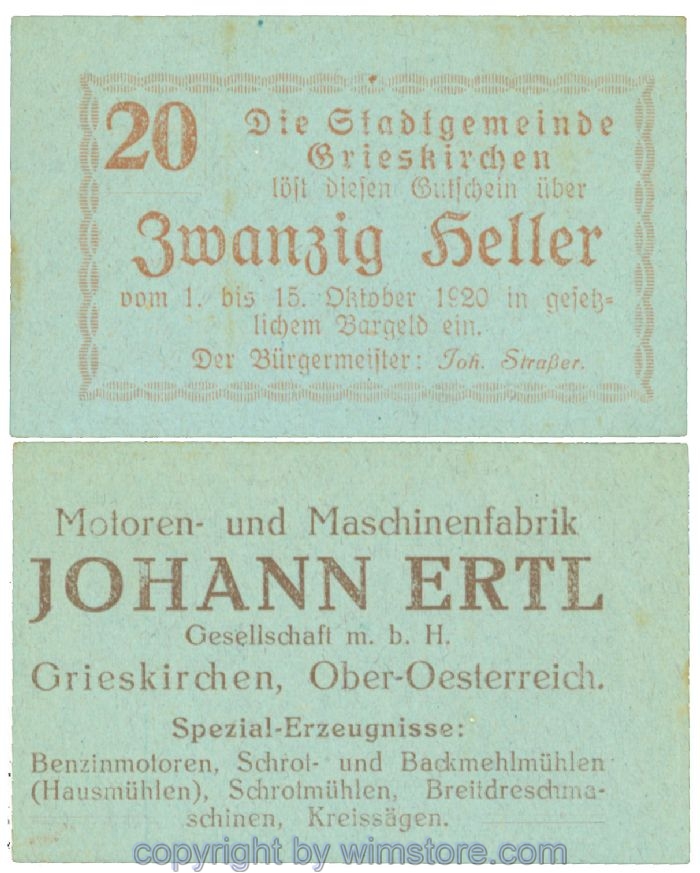 20
Die Stadtgemeinde
Grieskirchen
löst diesen Gutschein über
Zwanzig Heller
vom 1. bis 15. Oktober 1920 in gesetz=
lichem Bargeld ein.
Der Bürgermeister: Joh. Straßer.
Motoren- und Maschinenfabrik
JOHANN ERTL
Gesellschaft m. b. H.
Grieskirchen, Ober-Oesterreich.
Spezial-Erzeugnisse:
Benzinmotoren, Schrot- und Backmehlmühlen
(Hausmühlen), Schrotmühlen, Breitdreschma-
schinen, Kreissägen.
copyright by wimstore.com